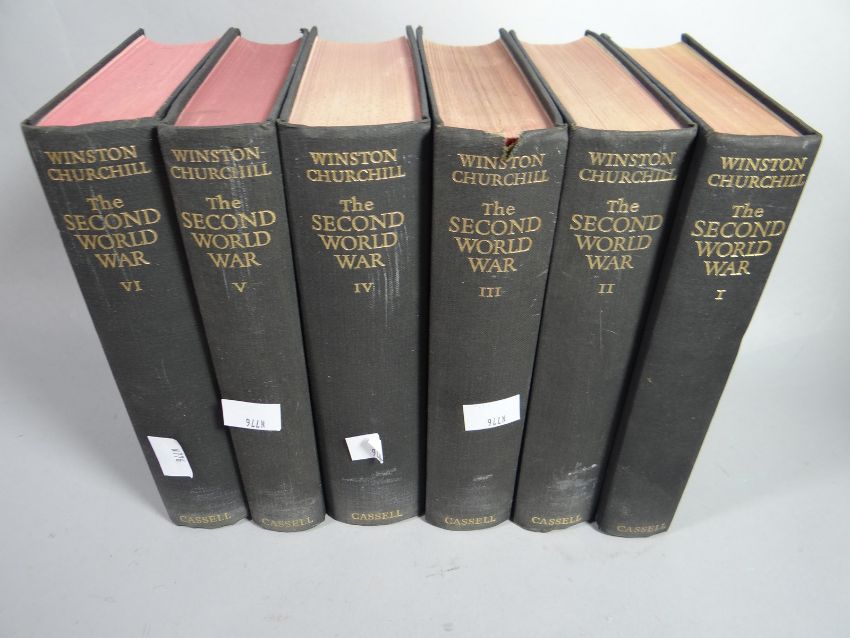 WINSTON
CHURCHILL
The
SECOND
WORLD
WAR
VI
CASSELL
WINSTON
CHURCHILL
The
SECOND
WORLD
WAR
V
N776
CASSELL
WINSTON
CHURCHILL
The
SECOND
WORLD
WAR
IV
CASSELL
WINSTON
CHURCHILL
The
SECOND
WORLD
WAR
III
N776
CASSELL
WINSTON
CHURCHILL
The
SECOND
WORLD
WAR
II
CASSELL
WINSTON
CHURCHILL
The
SECOND
WORLD
WAR
I
CASSELL